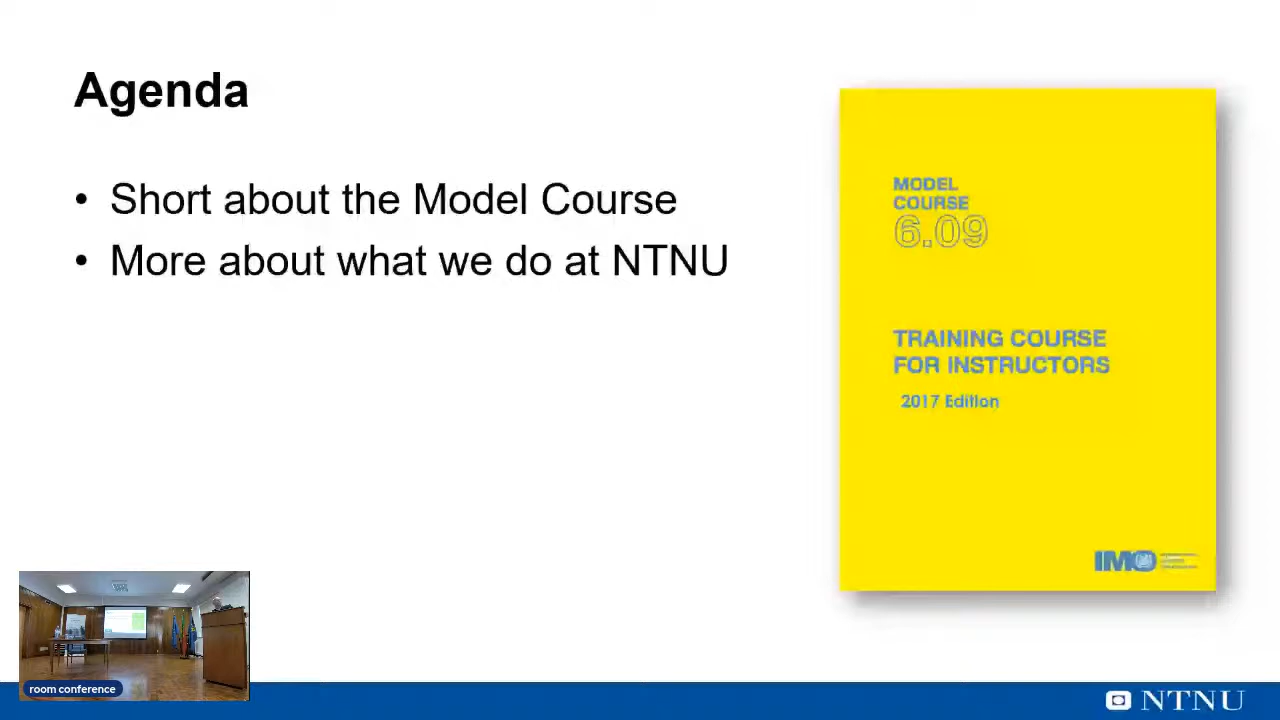 Agenda
• Short about the Model Course
• More about what we do at NTNU
MODEL
COURSE
6.09
TRAINING COURSE
FOR INSTRUCTORS
2017 Edition
IMO
room conference
NTNU